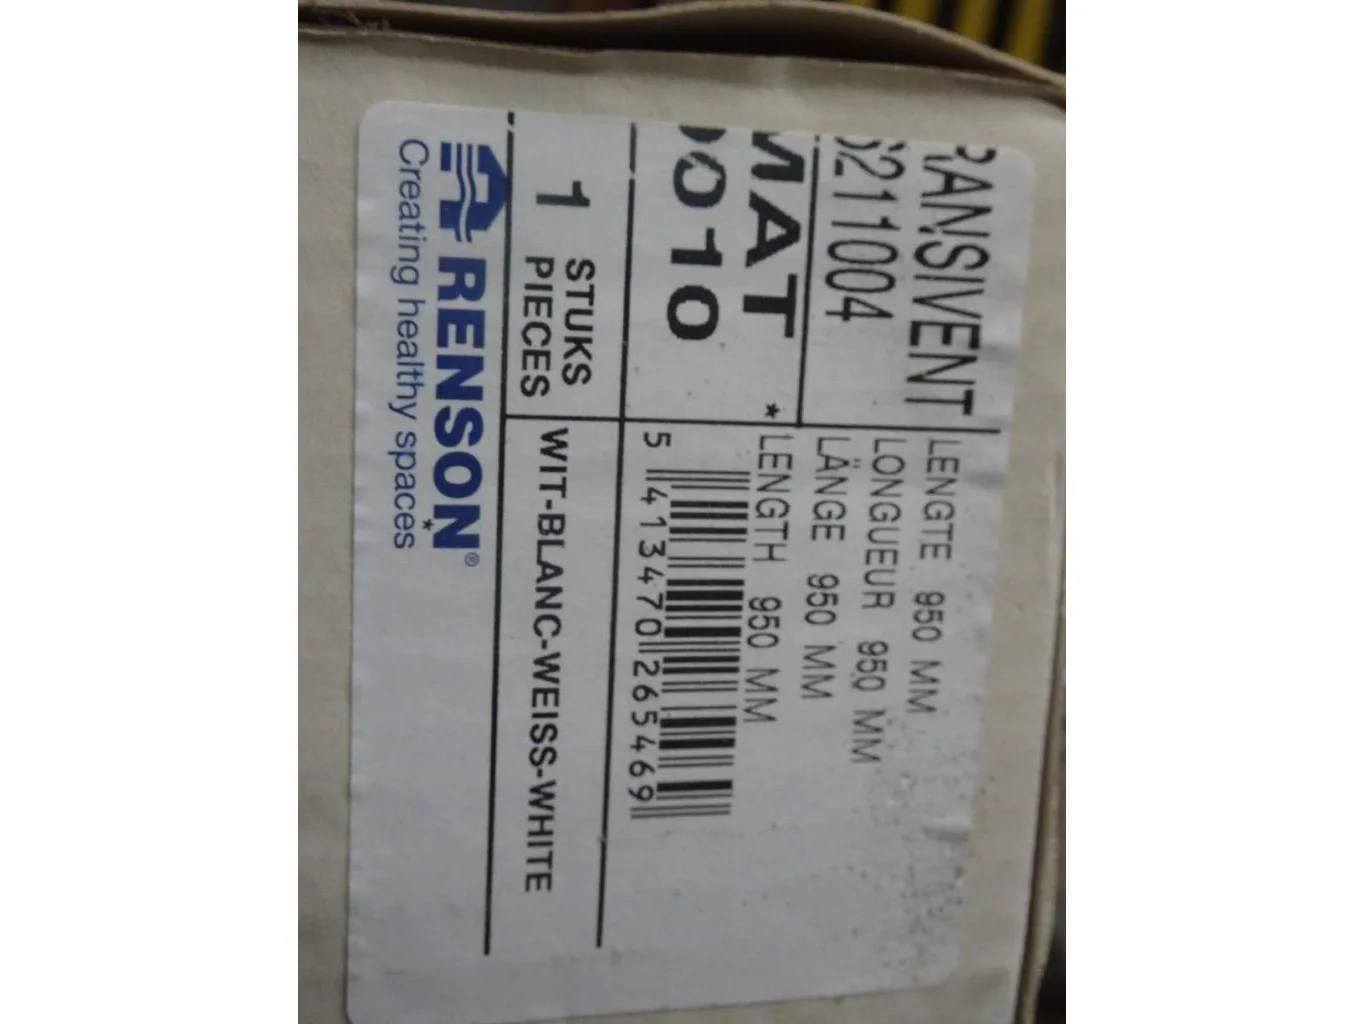 RANSIVENT
6211004
LENGTE 950 MM
LONGUEUR 950 MM
LÄNGE 950 MM
* LENGTH 950 MM
MAT
0010
5 413470 265469
1 STUKS
PIECES
WIT-BLANC-WEISS-WHITE
RENSON®
Creating healthy spaces